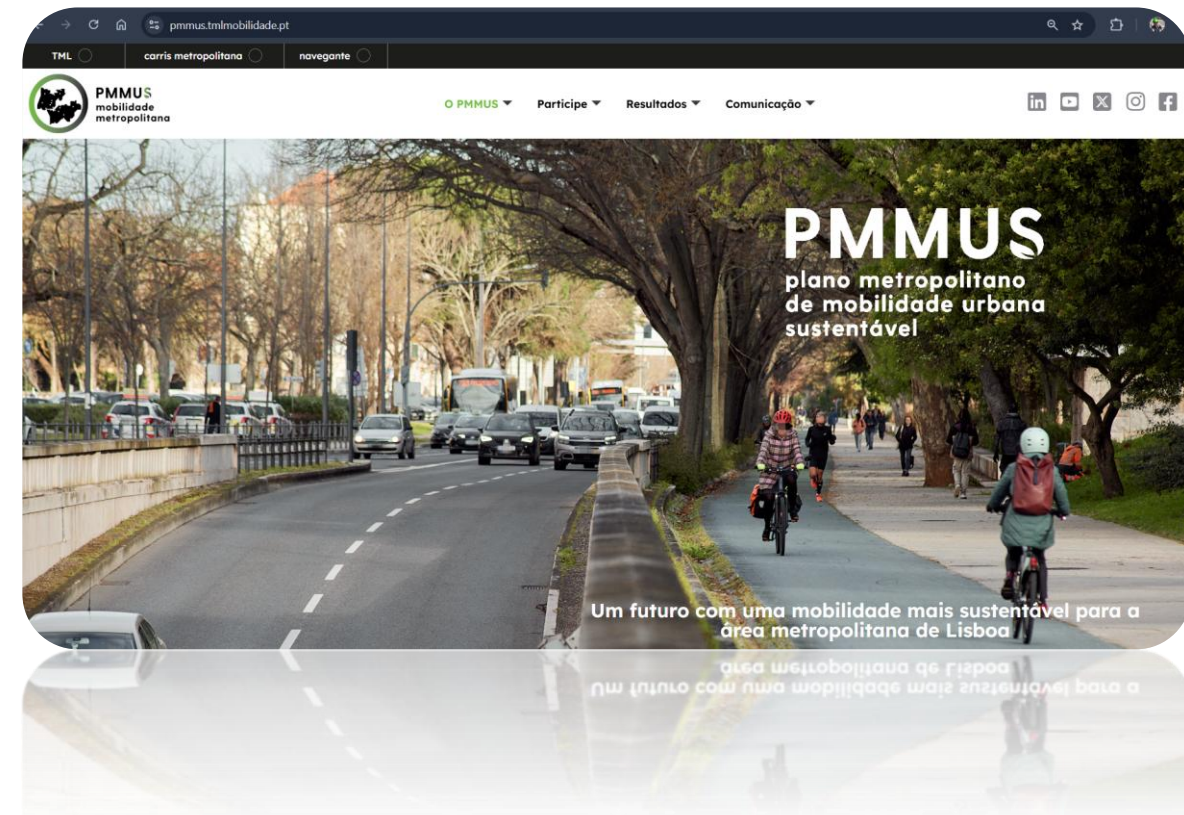 pmmus.tmlmobilidade.pt
TML carris metropolitana navegante
PMMUS
mobilidade
metropolitana
O PMMUS Participe Resultados Comunicação
PMMUS
plano metropolitano
de mobilidade urbana
sustentável
Um futuro com uma mobilidade mais sustentável para a
área metropolitana de Lisboa